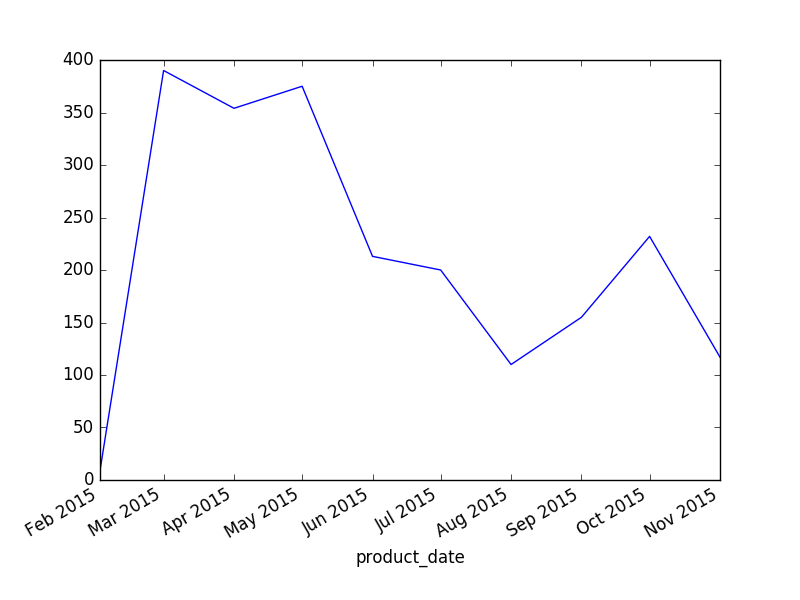 400
350
300
250
200
150
100
50
0
Feb 2015
Mar 2015
Apr 2015
May 2015
Jun 2015
Jul 2015
Aug 2015
Sep 2015
Oct 2015
Nov 2015
product_date